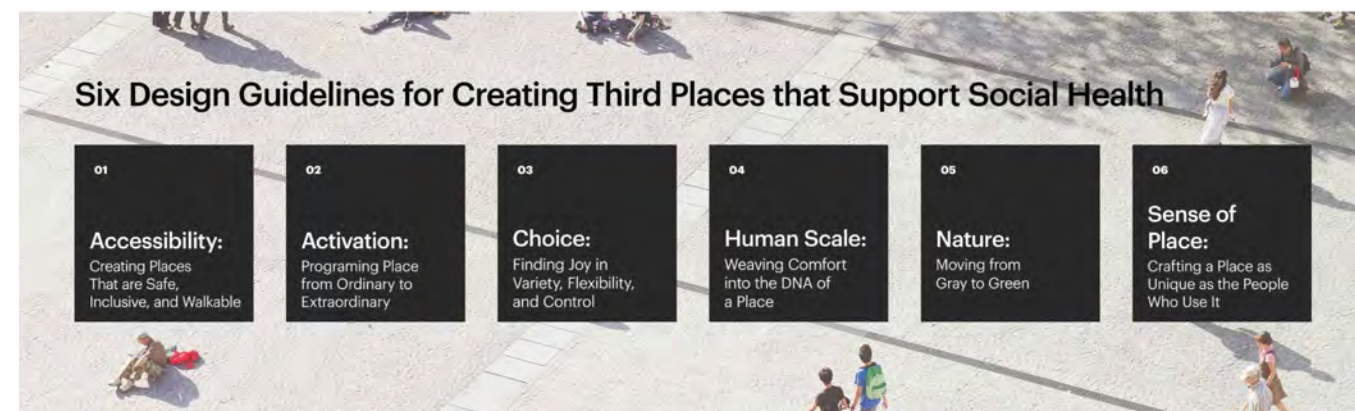 Six Design Guidelines for Creating Third Places that Support Social Health
01
Accessibility:
Creating Places
That are Safe,
Inclusive, and Walkable
02
Activation:
Programing Place
from Ordinary to
Extraordinary
03
Choice:
Finding Joy in
Variety, Flexibility,
and Control
04
Human Scale:
Weaving Comfort
into the DNA of
a Place
05
Nature:
Moving from
Gray to Green
06
Sense of
Place:
Crafting a Place as
Unique as the People
Who Use It